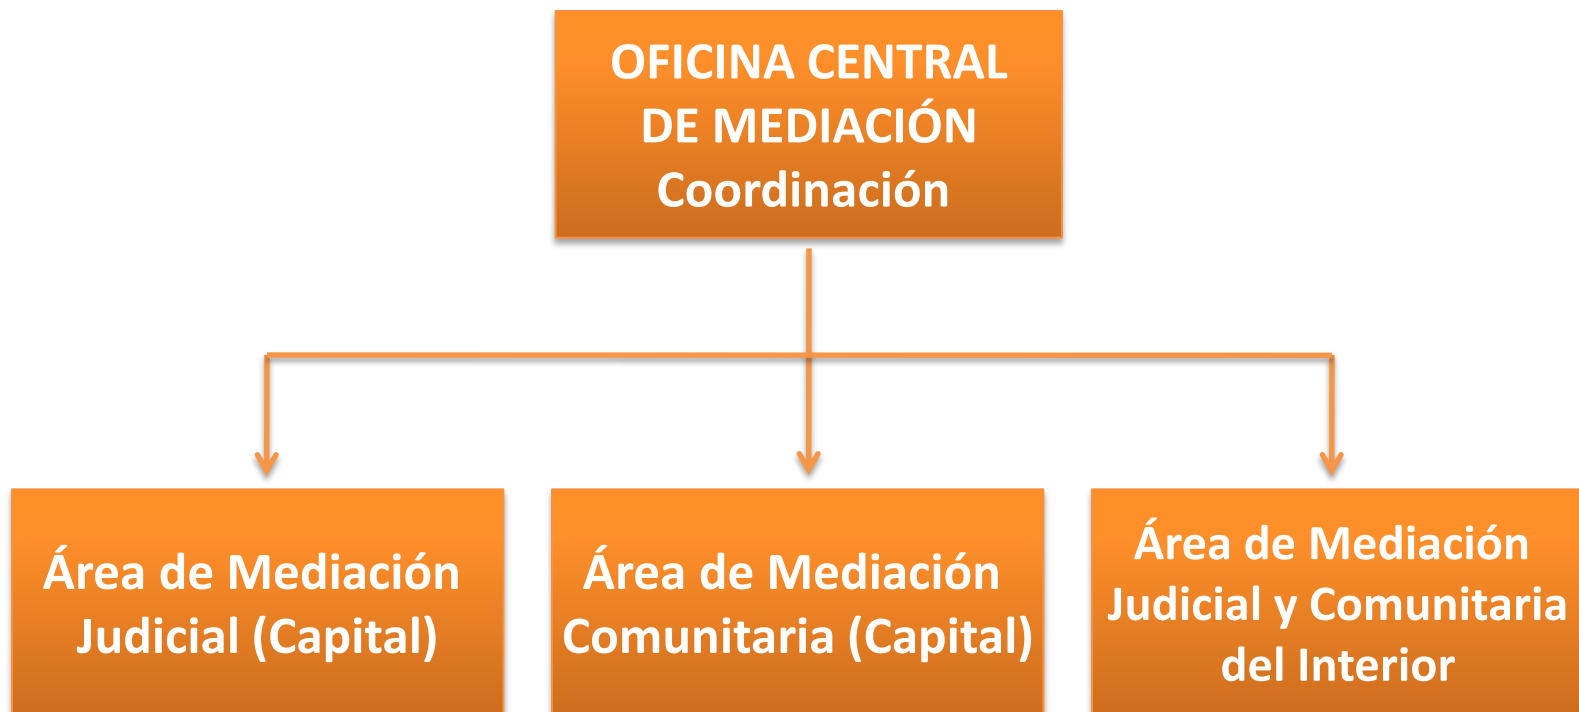 OFICINA CENTRAL
DE MEDIACIÓN
Coordinación
Área de Mediación
Judicial (Capital)
Área de Mediación
Comunitaria (Capital)
Área de Mediación
Judicial y Comunitaria
del Interior